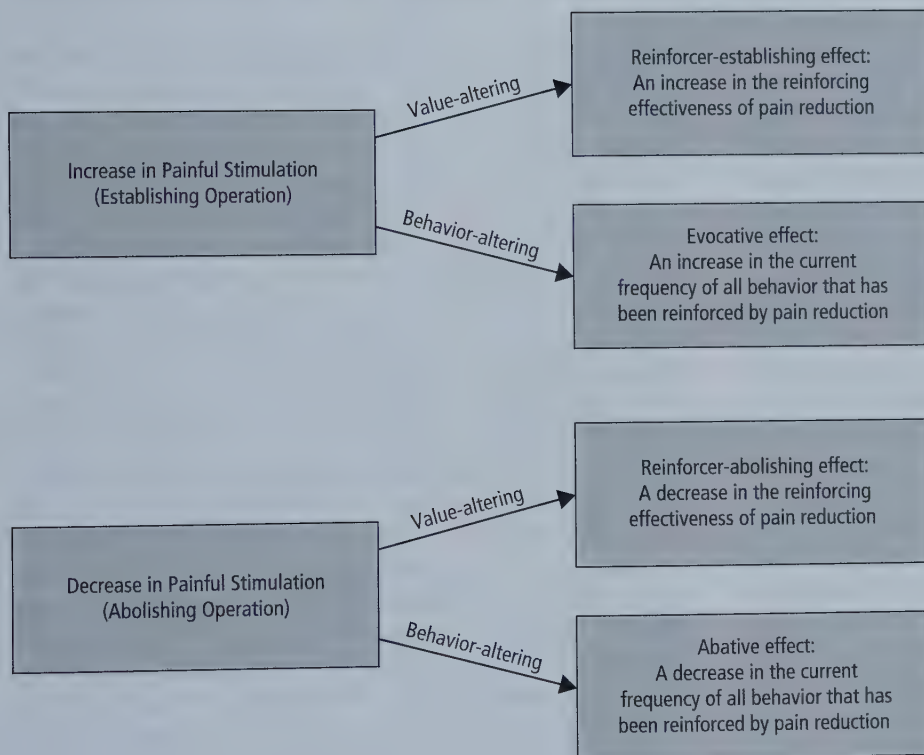 Increase in Painful Stimulation
(Establishing Operation)
Value-altering
Reinforcer-establishing effect:
An increase in the reinforcing
effectiveness of pain reduction
Behavior-altering
Evocative effect:
An increase in the current
frequency of all behavior that has
been reinforced by pain reduction
Decrease in Painful Stimulation
(Abolishing Operation)
Value-altering
Reinforcer-abolishing effect:
A decrease in the reinforcing
effectiveness of pain reduction
Behavior-altering
Abative effect:
A decrease in the current
frequency of all behavior that has
been reinforced by pain reduction